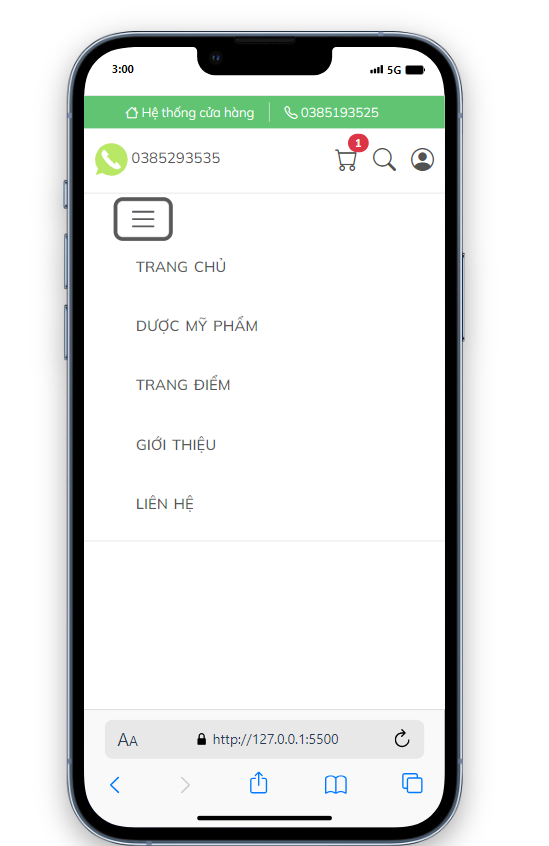 3:00 5G
Hệ thống cửa hàng 0385193525
0385293535 1
TRANG CHỦ
DƯỢC MỸ PHẨM
TRANG ĐIỂM
GIỚI THIỆU
LIÊN HỆ
AA http://127.0.0.1:5500